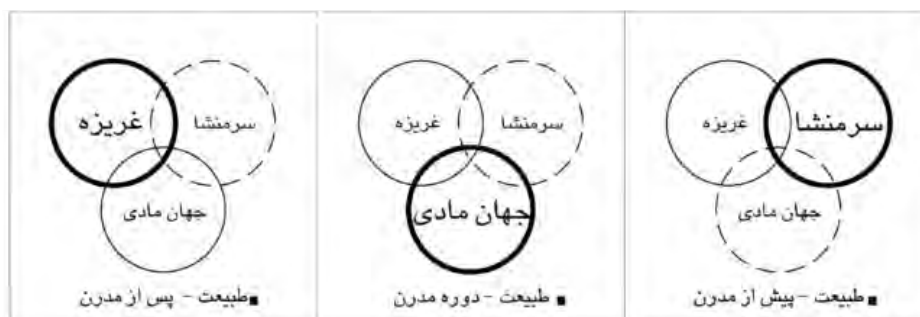 غریزه
سرمنشا
جهان مادی
■ طبیعت - پیش از مدرن
غریزه
سرمنشا
جهان مادی
■ طبیعت - دوره مدرن
غریزه
سرمنشا
جهان مادی
■ طبیعت - پس از مدرن